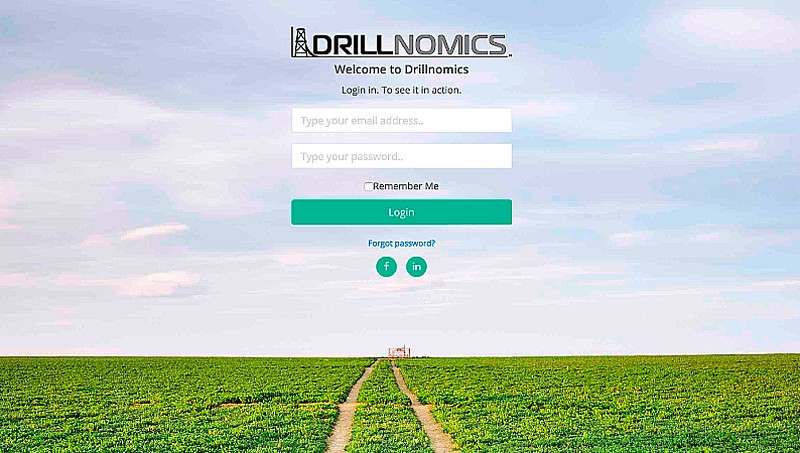 DRILLNOMICS
Welcome to Drillnomics
Login in. To see it in action.
Type your email address..
Type your password..
Remember Me
Login
Forgot password?
f in